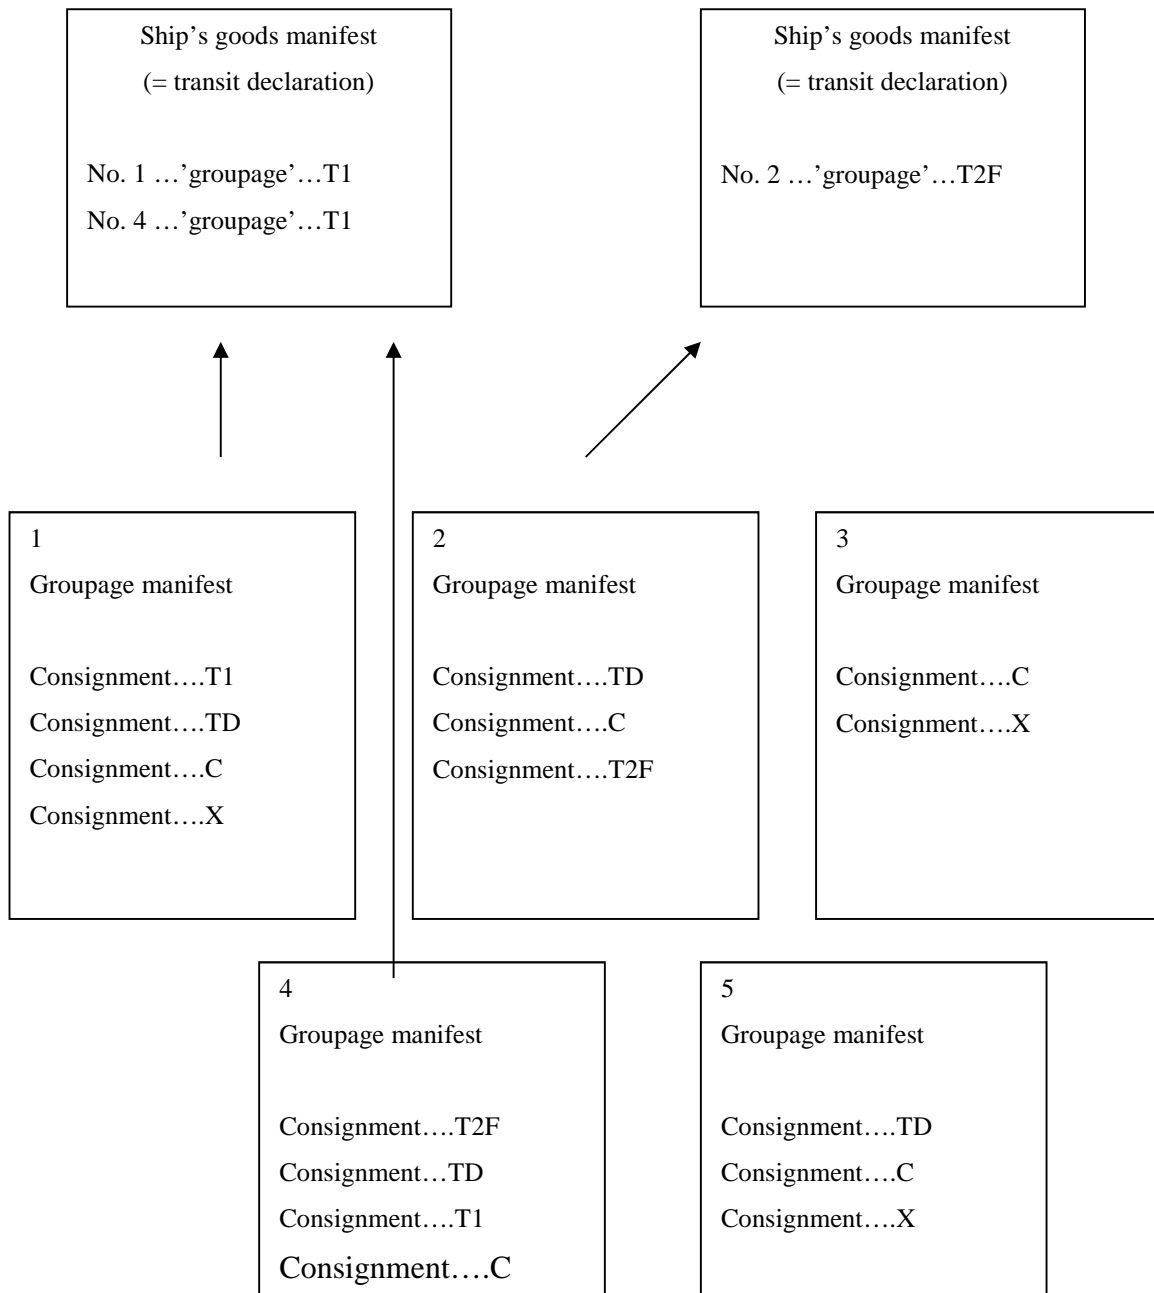 Ship's goods manifest
(= transit declaration)
No. 1 …'groupage'…T1
No. 4 …'groupage'…T1
Ship's goods manifest
(= transit declaration)
No. 2 …'groupage'…T2F
1
Groupage manifest
Consignment….T1
Consignment….TD
Consignment….C
Consignment….X
2
Groupage manifest
Consignment….TD
Consignment….C
Consignment….T2F
3
Groupage manifest
Consignment….C
Consignment….X
4
Groupage manifest
Consignment….T2F
Consignment…TD
Consignment….T1
Consignment….C
5
Groupage manifest
Consignment….TD
Consignment….C
Consignment….X